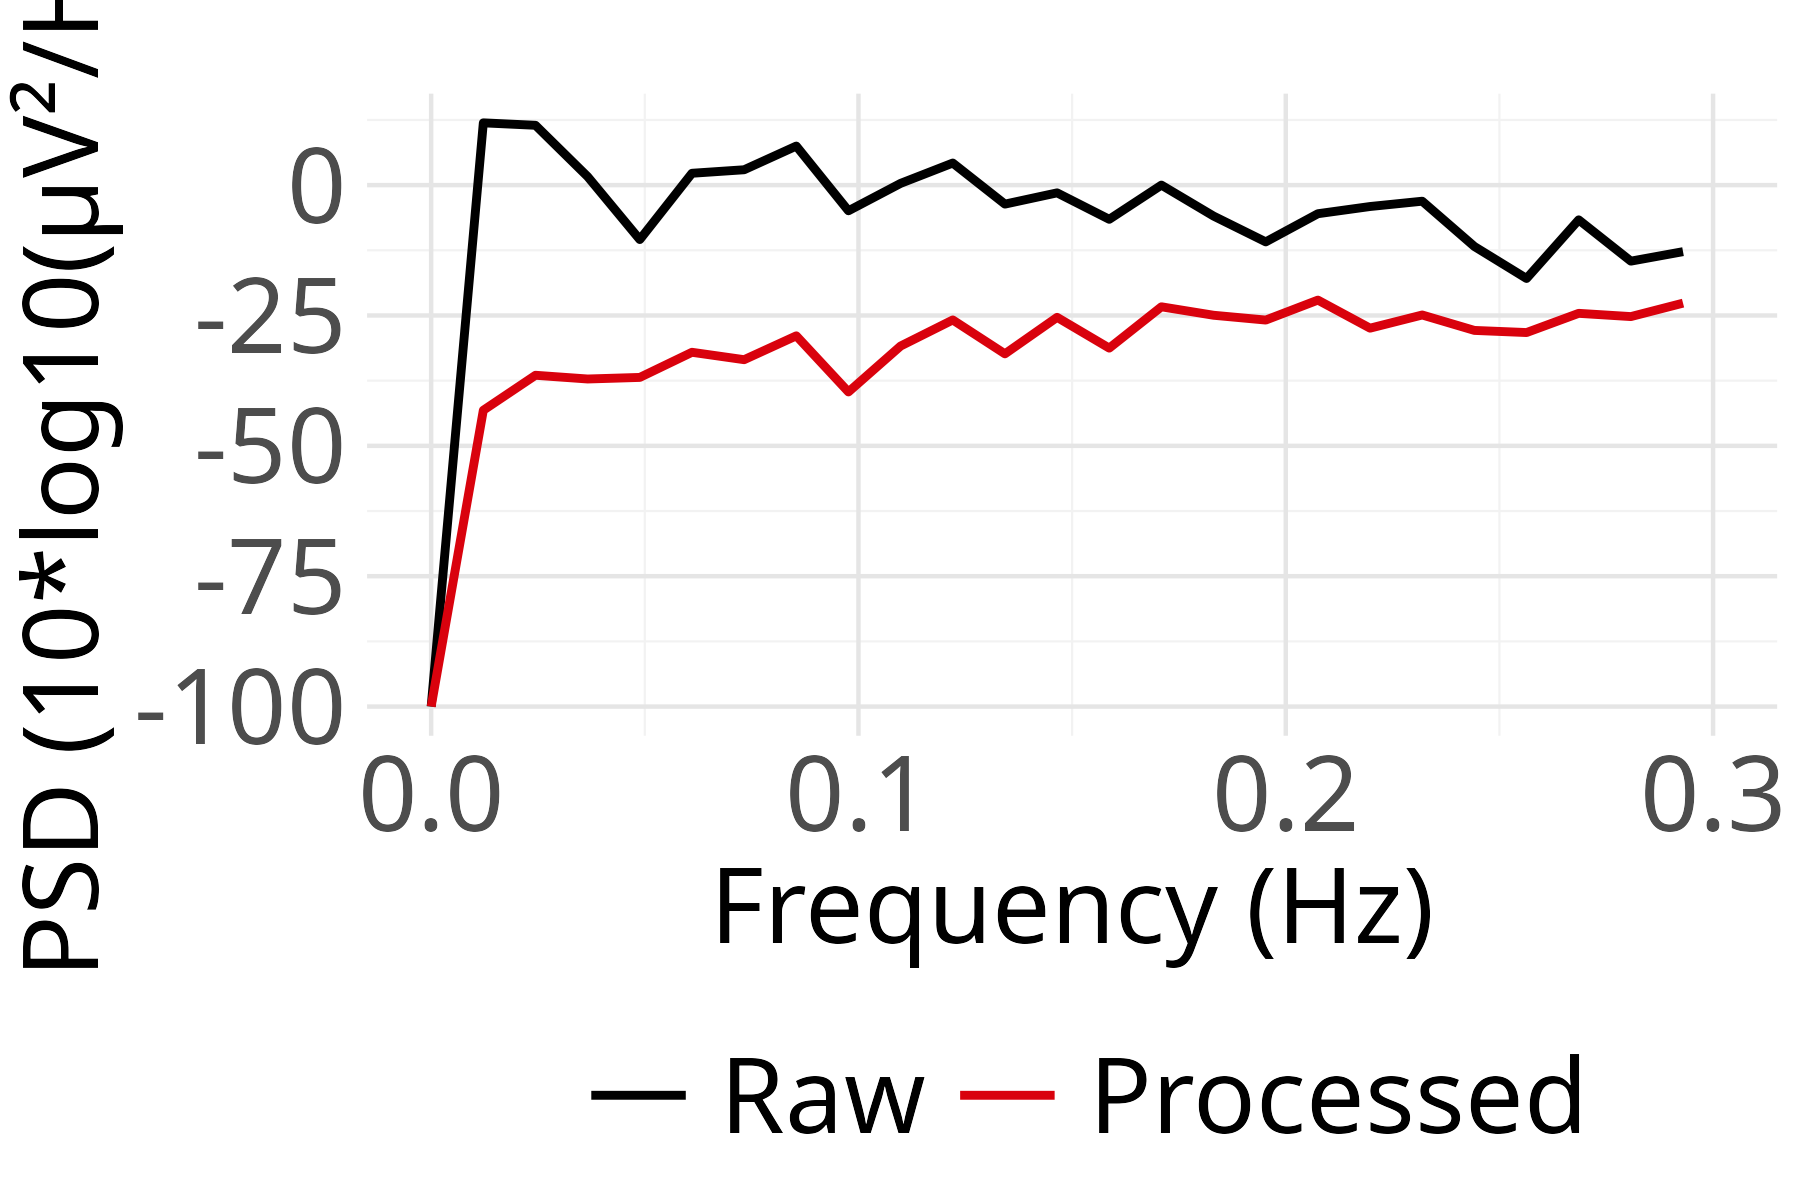 PSD (10*log10(µV²/H
0
-25
-50
-75
-100
0.0 0.1 0.2 0.3
Frequency (Hz)
Raw Processed